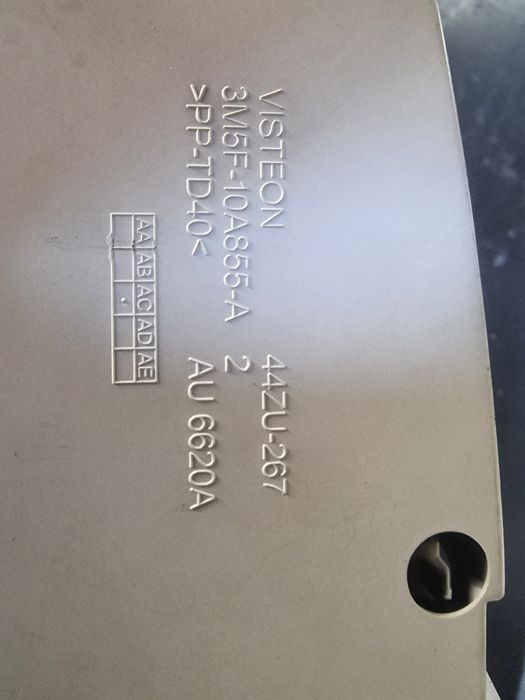 VISTEON 44ZU-267
3M5F-10A855-A 2
>PP-TD40< AU 6620A
AA AB AC AD AE